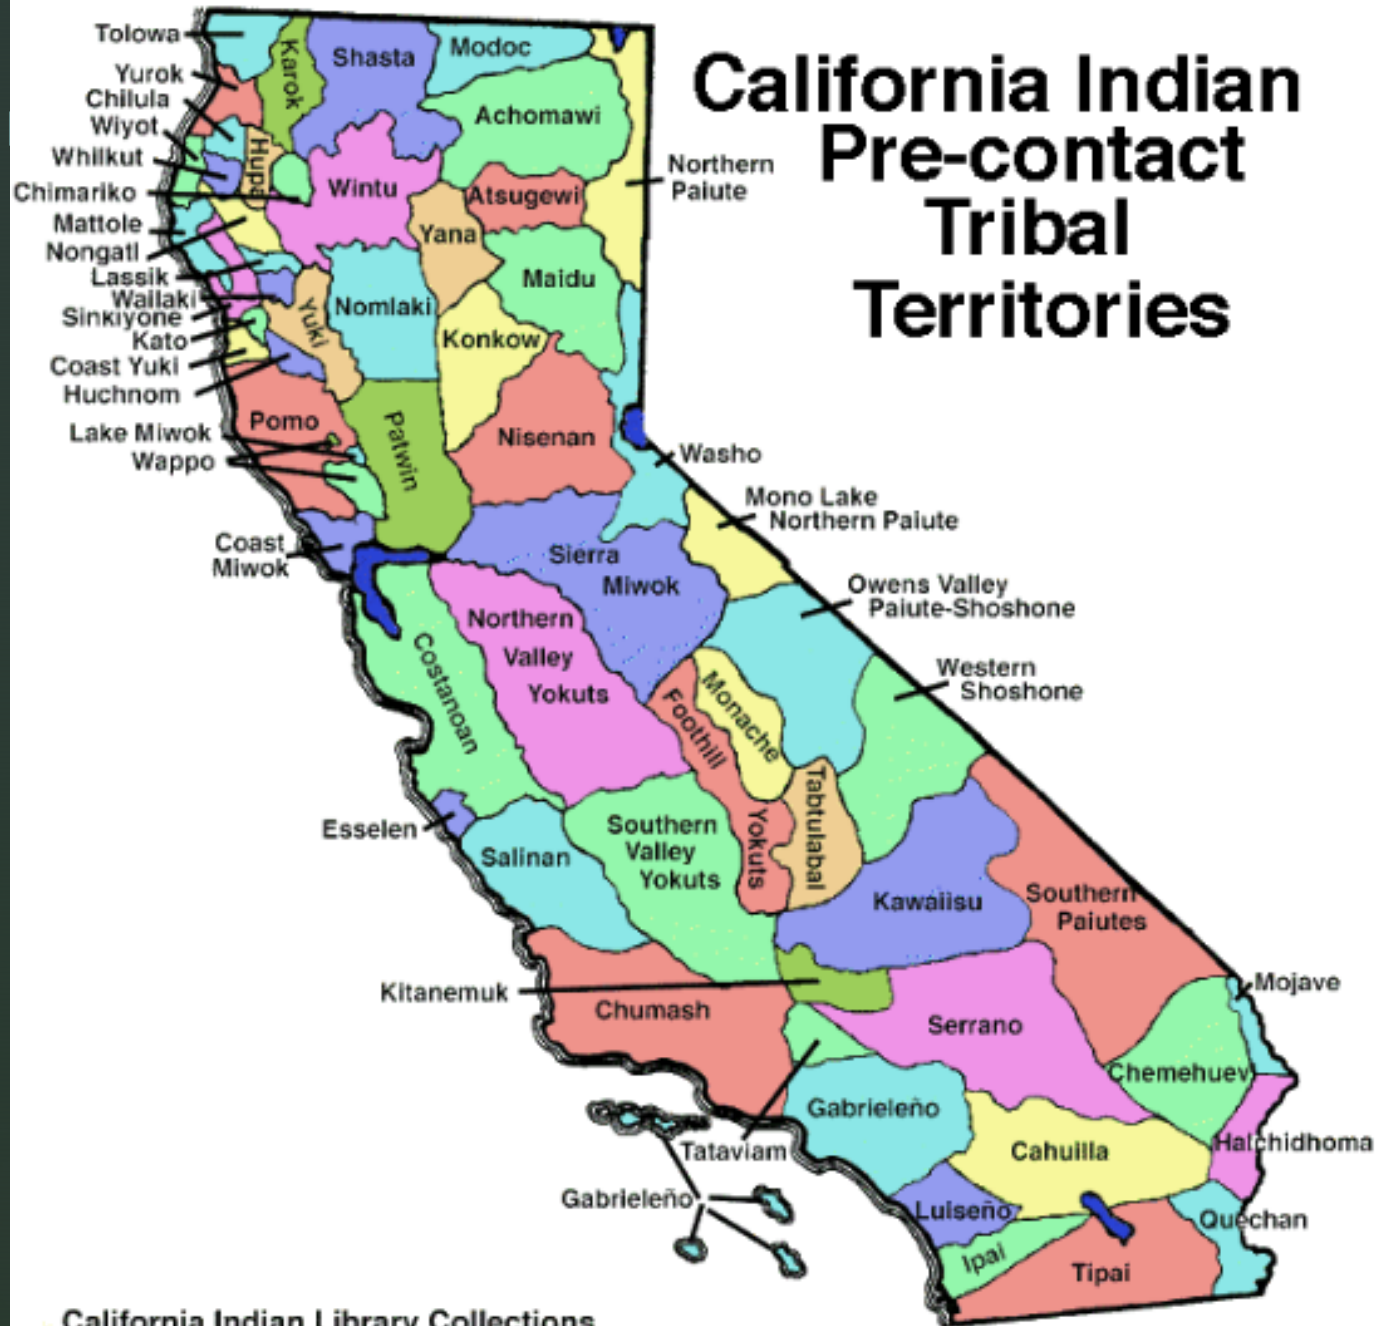 California Indian
Pre-contact
Tribal
Territories
Tolowa
Yurok
Chilula
Wiyot
Whilkut
Chimariko
Mattole
Nongatl
Lassik
Wailaki
Sinkiyone
Kato
Coast Yuki
Huchnom
Lake Miwok
Wappo
Coast
Miwok
Karok
Shasta
Modoc
Achomawi
Hupa
Wintu
Atsugewi
Northern
Paiute
Yana
Maidu
Nomlaki
Yuki
Konkow
Pomo
Patwin
Nisenan
Washo
Mono Lake
Northern Paiute
Sierra
Miwok
Owens Valley
Paiute-Shoshone
Northern
Valley
Yokuts
Costanoan
Western
Shoshone
Monache
Foothill
Yokuts
Tabtulabal
Esselen
Salinan
Southern
Valley
Yokuts
Kawaiisu
Southern
Paiutes
Kitanemuk
Chumash
Serrano
Mojave
Chemehuev
Gabrieleño
Tataviam
Cahuilla
Halchidhoma
Gabrieleño
Luiseño
Quechan
Ipai
Tipai
California Indian Library Collections